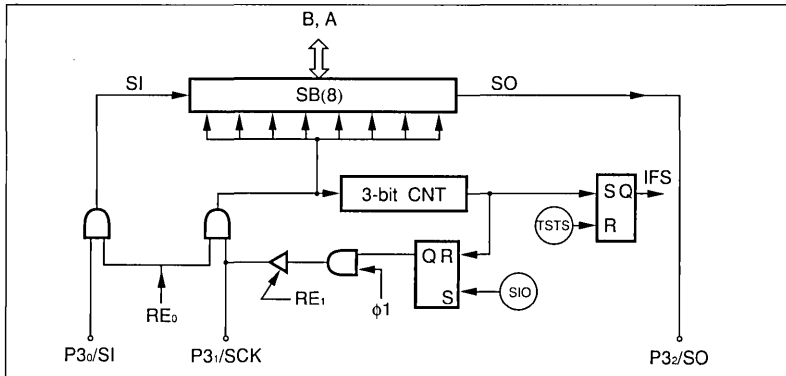 B, A
SI
SB(8)
SO
3-bit CNT
S Q
IFS
TSTS
R
Q R
S
SIO
RE₁
φ1
RE₀
P3₀/SI
P3₁/SCK
P3₂/SO